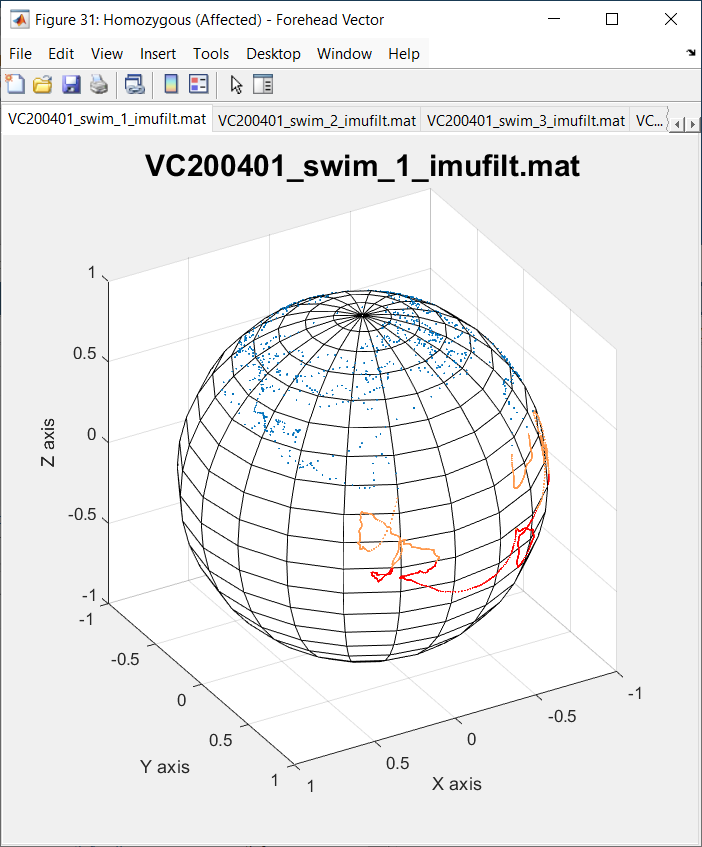 Figure 31: Homozygous (Affected) - Forehead Vector
File Edit View Insert Tools Desktop Window Help
VC200401_swim_1_imufilt.mat VC200401_swim_2_imufilt.mat VC200401_swim_3_imufilt.mat VC...
VC200401_swim_1_imufilt.mat
1
0.5
0
-0.5
-1
Z axis
-1
-0.5
0
0.5
1
Y axis
1
0.5
0
-0.5
-1
X axis